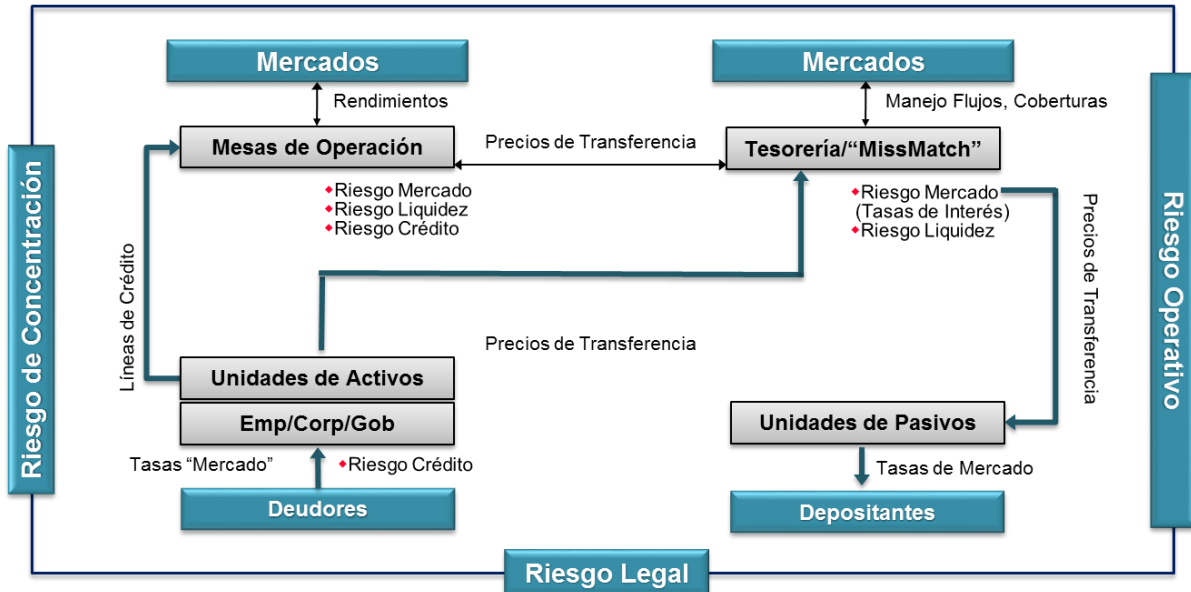 Mercados
Mercados
Rendimientos
Manejo Flujos, Coberturas
Mesas de Operación
Precios de Transferencia
Tesorería/“MissMatch”
Riesgo Mercado
Riesgo Liquidez
Riesgo Crédito
Riesgo Mercado
(Tasas de Interés)
Riesgo Liquidez
Riesgo de Concentración
Líneas de Crédito
Precios de Transferencia
Riesgo Operativo
Precios de Transferencia
Unidades de Activos
Emp/Corp/Gob
Unidades de Pasivos
Tasas “Mercado”
Riesgo Crédito
Tasas de Mercado
Deudores
Depositantes
Riesgo Legal